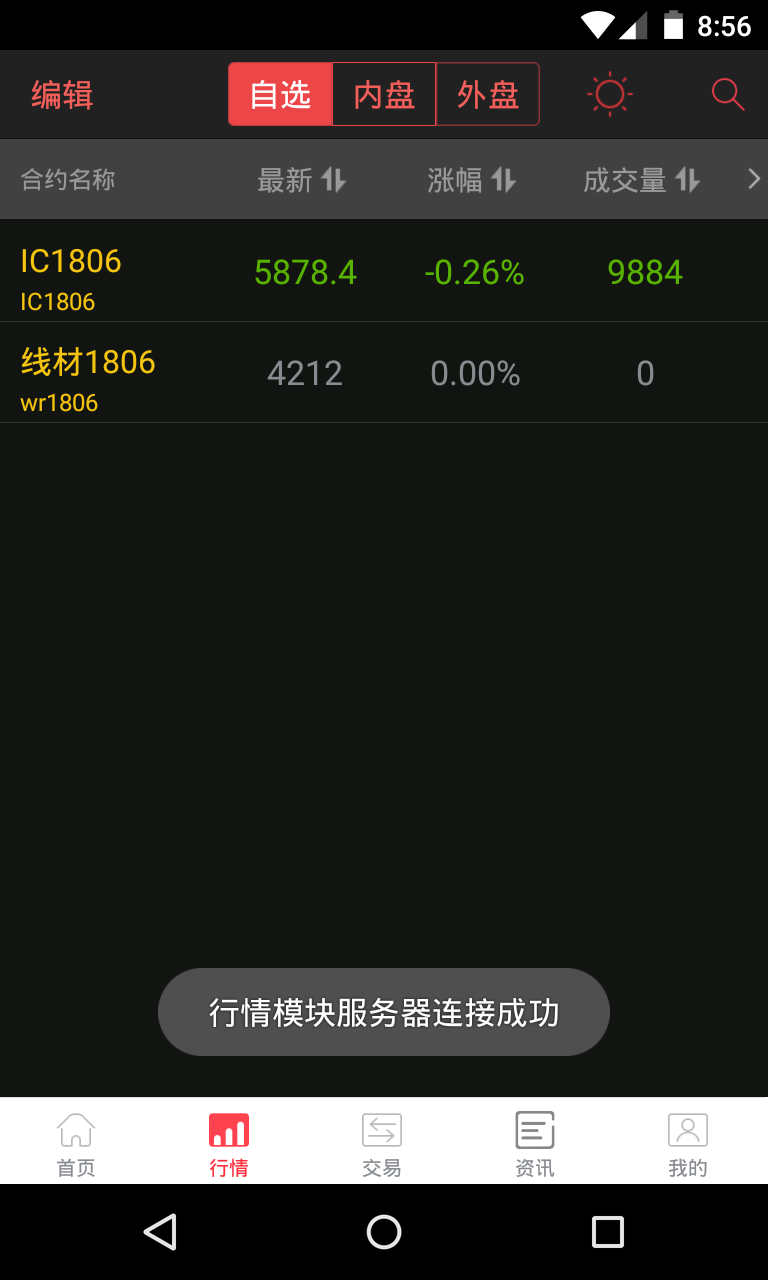 8:56
编辑 自选 内盘 外盘
合约名称 最新 涨幅 成交量
IC1806 5878.4 -0.26% 9884
IC1806
线材1806 4212 0.00% 0
wr1806
行情模块服务器连接成功
首页 行情 交易 资讯 我的